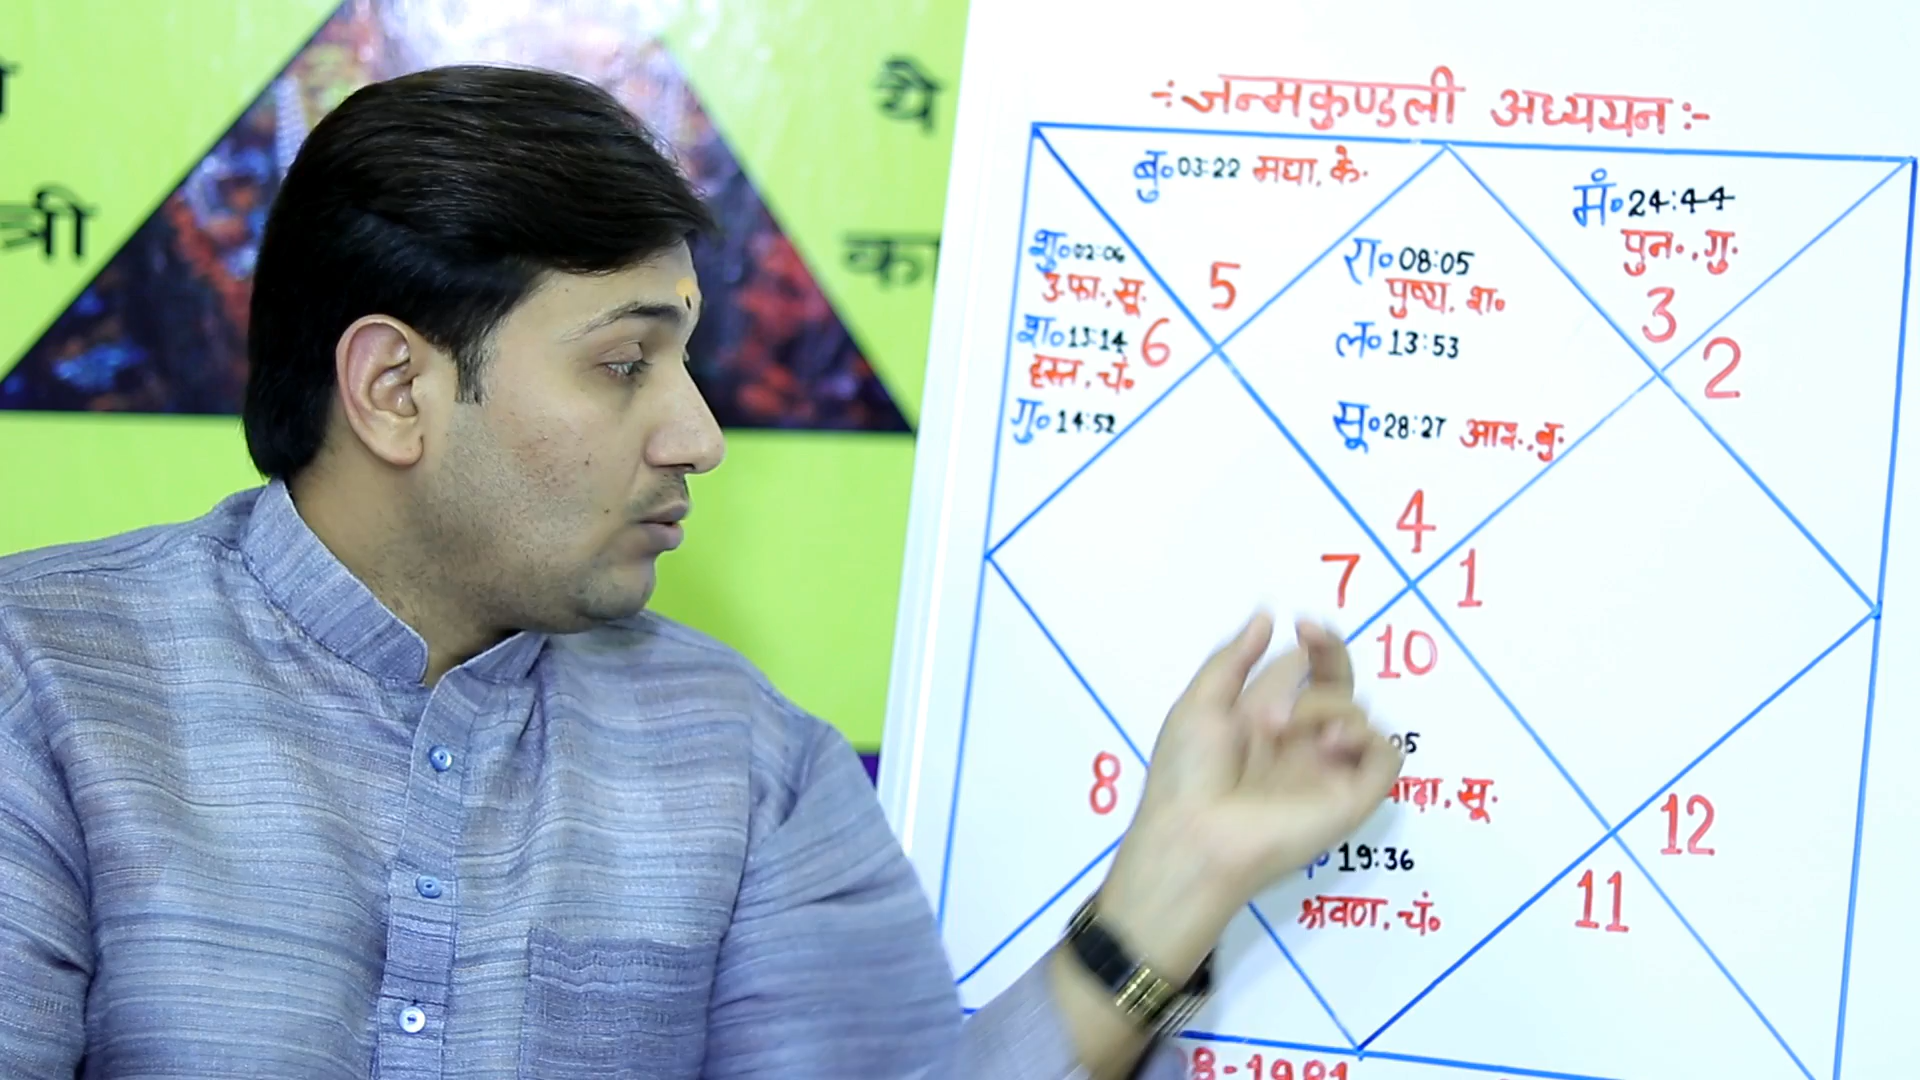 ÷ जन्मकुण्डली अध्ययन :-
बु॰ 03:22 मघा. के.
मं॰ 24:44
पुन॰. गु.
शु॰ 02:06
उ.फा., सू.
रा॰ 08:05
पुष्य. श॰
5
3
श॰ 13:14
6
ल॰ 13:53
2
हस्त. चं॰
गु॰ 14:52
सू॰ 28:27
4
7
1
10
05
8
सू.
12
19:36
श्रवण. चं॰
11
यै
त्री
का